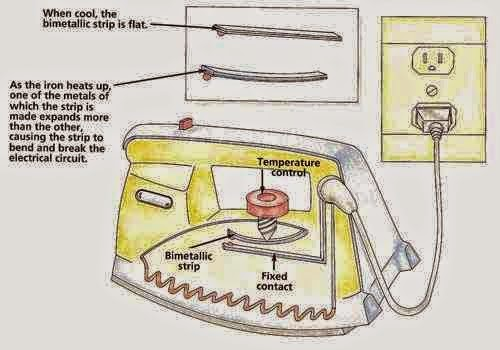 When cool, the
bimetallic strip is flat.
As the iron heats up,
one of the metals of
which the strip is
made expands more
than the other,
causing the strip to
bend and break the
electrical circuit.
Temperature
control
Bimetallic
strip
Fixed
contact